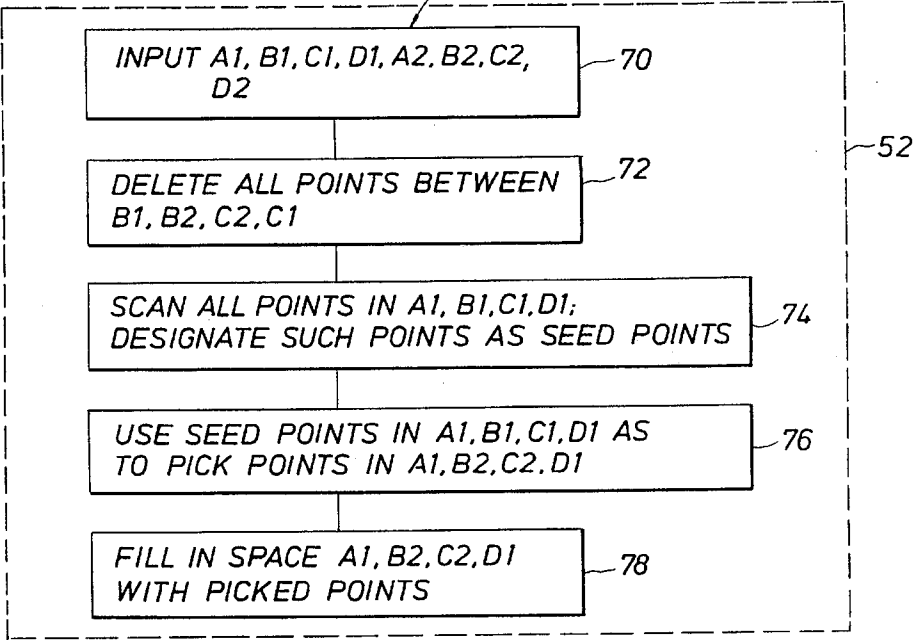 INPUT A1, B1, C1, D1, A2, B2, C2,
D2
70
52
DELETE ALL POINTS BETWEEN
B1, B2, C2, C1
72
SCAN ALL POINTS IN A1, B1, C1, D1;
DESIGNATE SUCH POINTS AS SEED POINTS
74
USE SEED POINTS IN A1, B1, C1, D1 AS
TO PICK POINTS IN A1, B2, C2, D1
76
FILL IN SPACE A1, B2, C2, D1
WITH PICKED POINTS
78